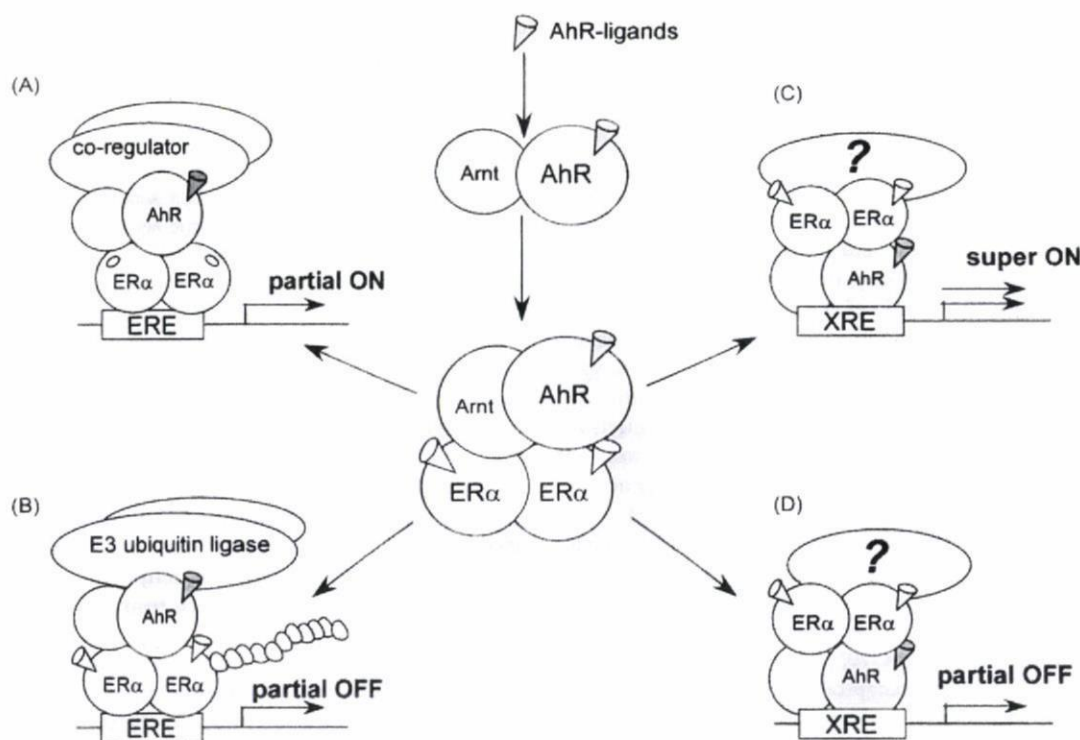 AhR-ligands
Arnt
AhR
(A)
co-regulator
AhR
ERα
ERα
ERE
partial ON
(C)
?
ERα
ERα
AhR
XRE
super ON
Arnt
AhR
ERα
ERα
(B)
E3 ubiquitin ligase
AhR
ERα
ERα
ERE
partial OFF
(D)
?
ERα
ERα
AhR
XRE
partial OFF